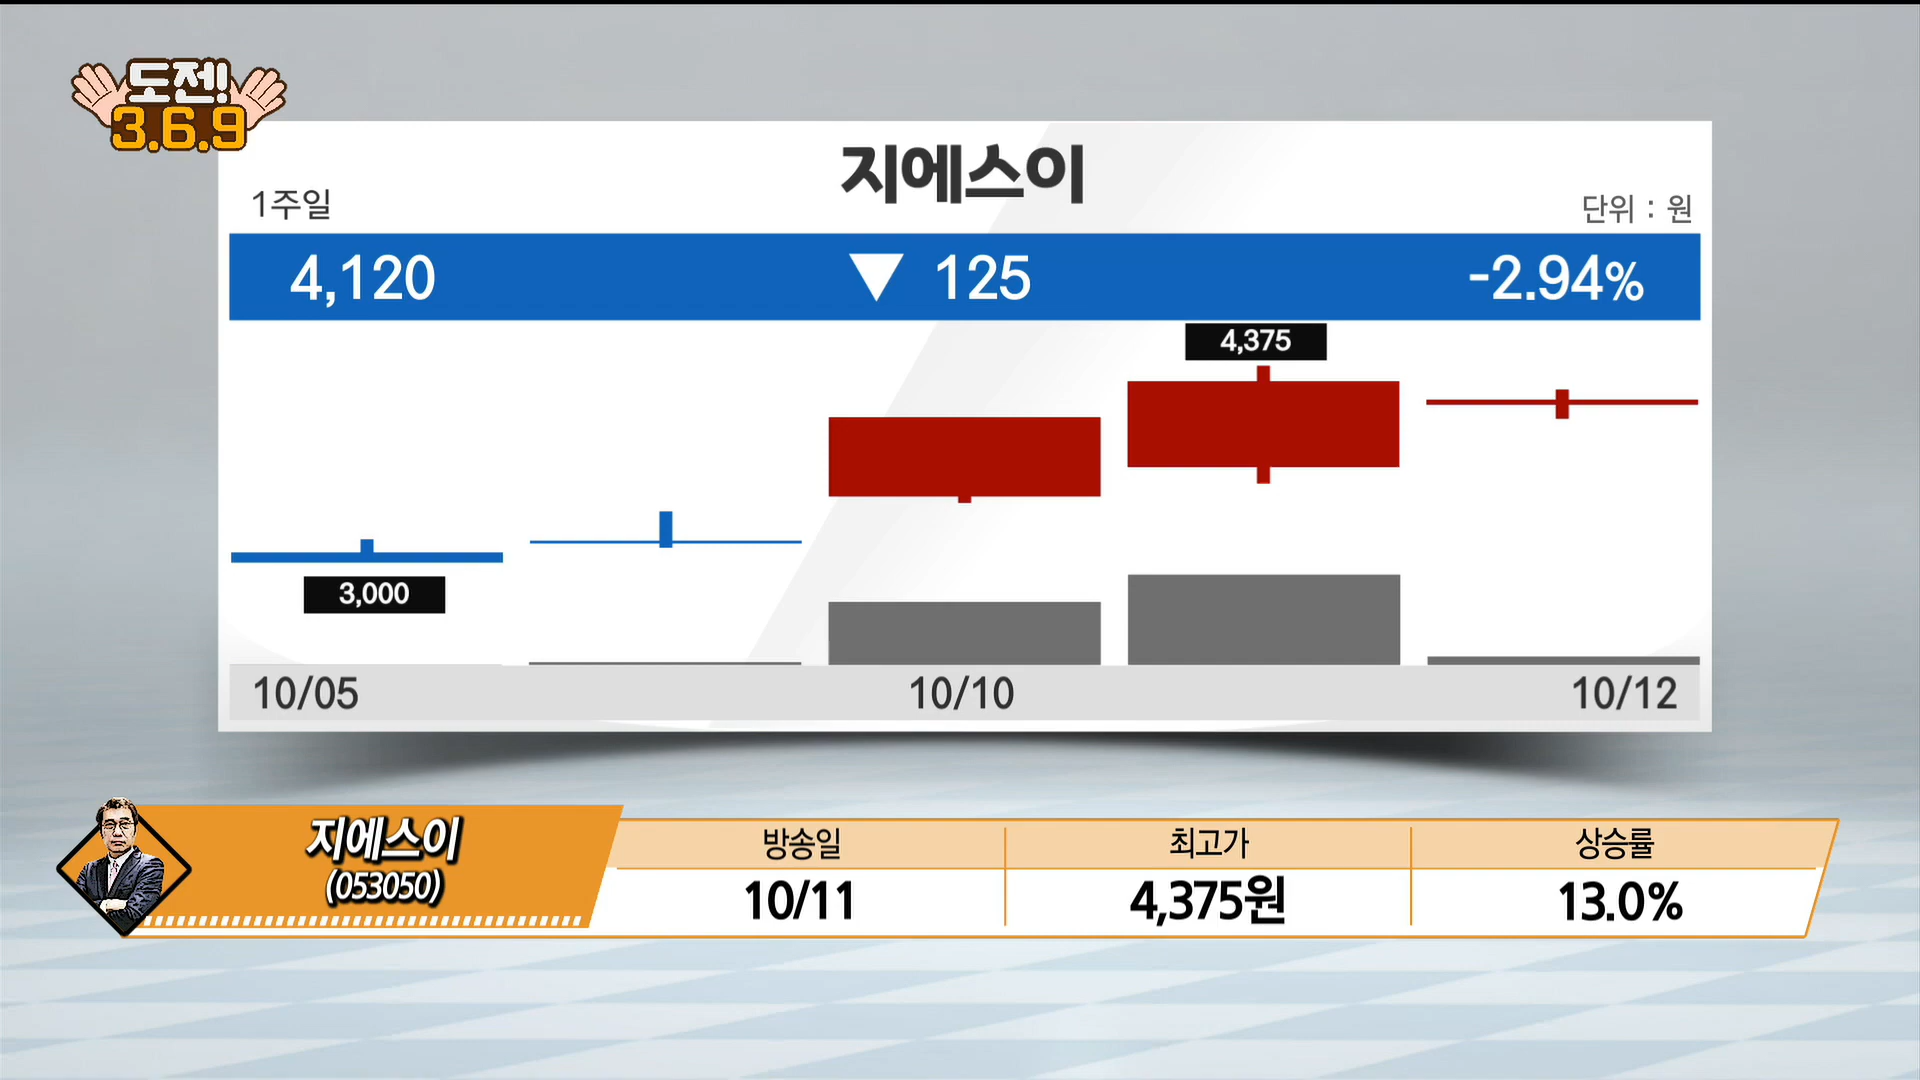 도전!
3.6.9
지에스이
1주일
단위 : 원
4,120 ▼ 125 -2.94%
4,375
3,000
10/05 10/10 10/12
지에스이
(053050)
방송일 최고가 상승률
10/11 4,375원 13.0%